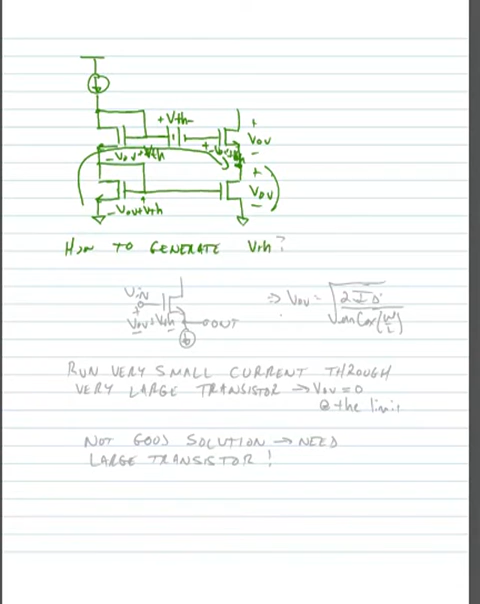 + Vth -
+
VOV
-
- VOV+Vth
+
VOV
-
- VOV+Vth
HOW TO GENERATE Vth?
Vin
VOV+Vth
OUT
⇒ VOV = √(2ID / μnCox(W/L))
RUN VERY SMALL CURRENT THROUGH
VERY LARGE TRANSISTOR → VOV = 0
@ the limit
NOT GOOD SOLUTION → NEED
LARGE TRANSISTOR!